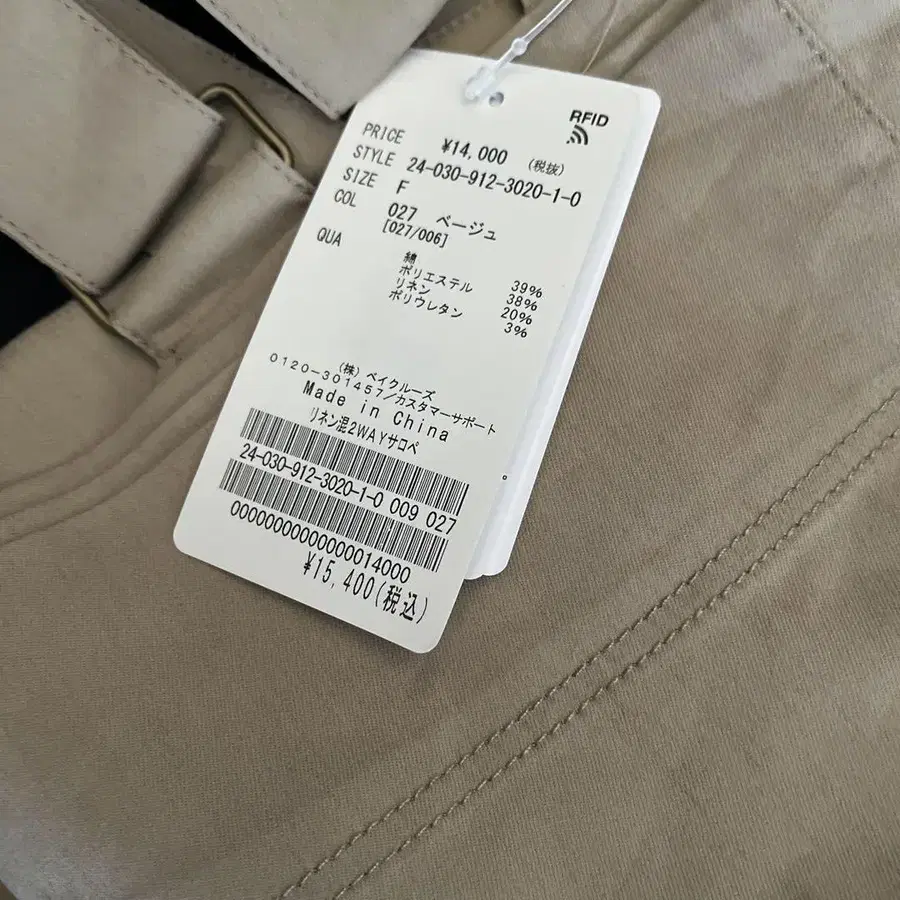 RFID
PRICE ¥14,000 (税抜)
STYLE 24-030-912-3020-1-0
SIZE F
COL 027 ベージュ
[027/006]
QUA
綿 39%
ポリエステル 38%
リネン 20%
ポリウレタン 3%
(株) ベイクルーズ
0120-301457/カスタマーサポート
Made in China
リネン混2WAYサロペ
24-030-912-3020-1-0 009 027
00000000000000014000
¥15,400(税込)